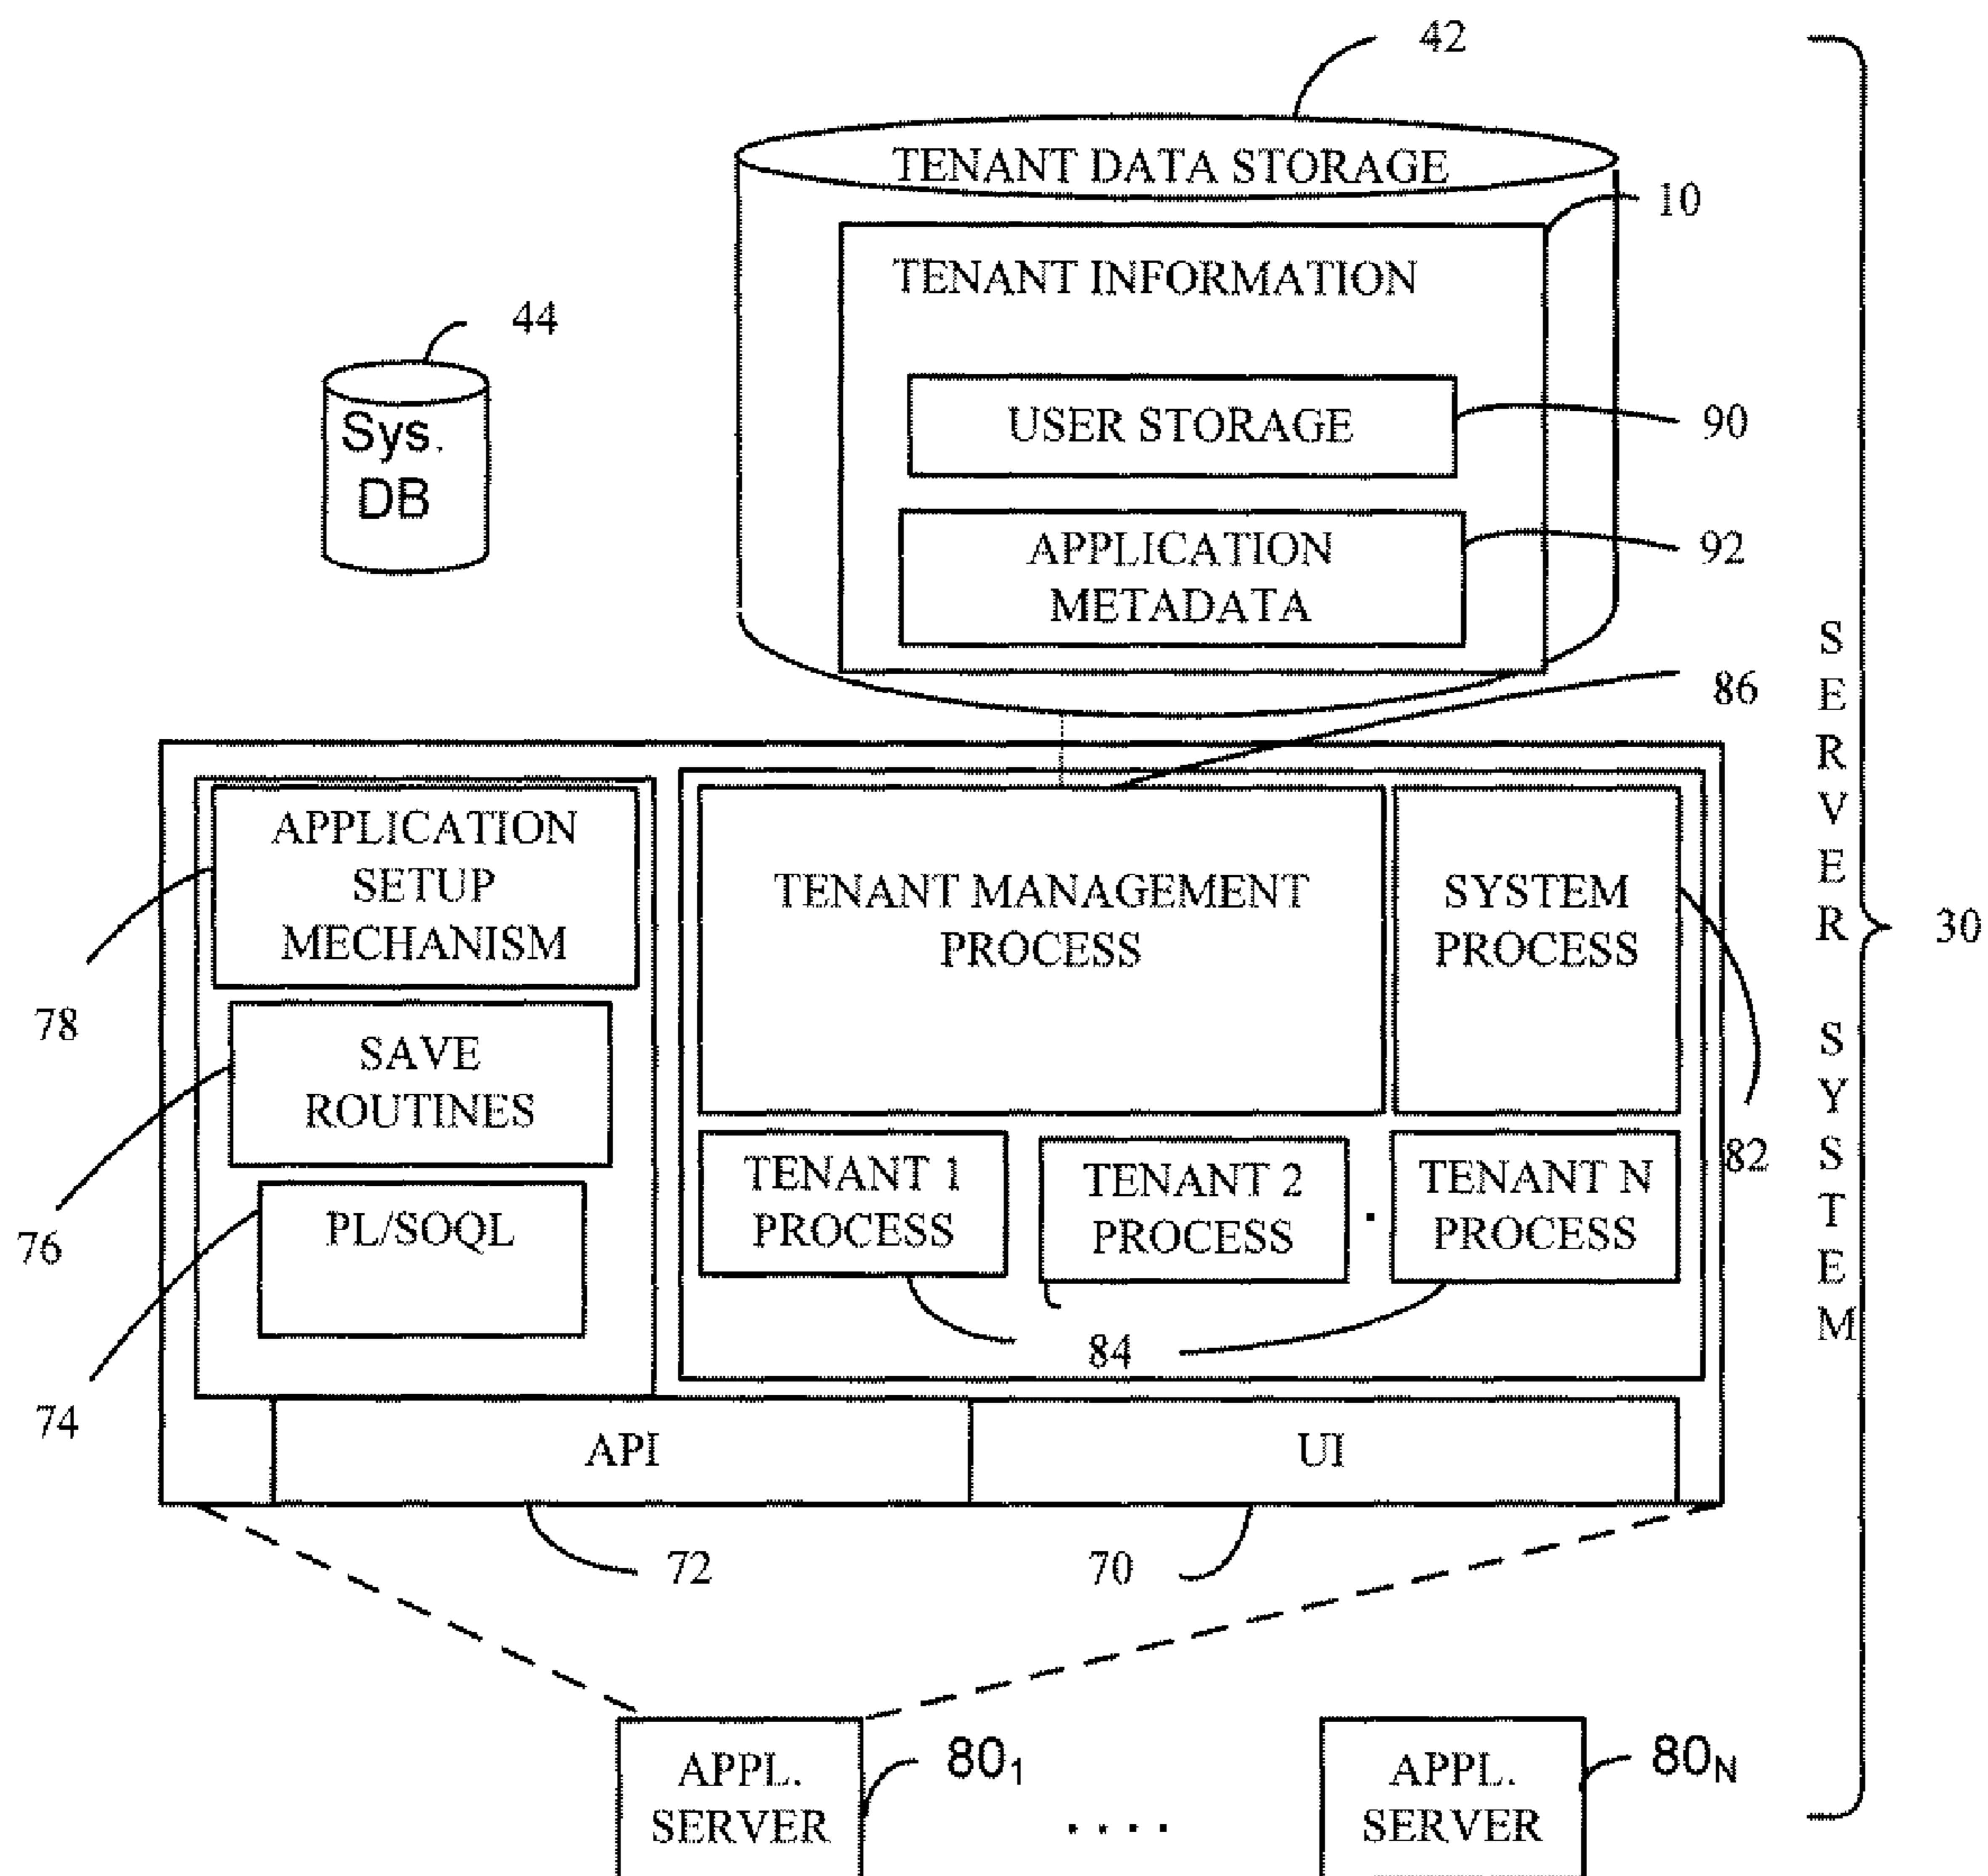 42
TENANT DATA STORAGE
10
TENANT INFORMATION
44
Sys.
DB
USER STORAGE
90
APPLICATION
METADATA
92
86
SERVER SYSTEM
30
APPLICATION
SETUP
MECHANISM
78
TENANT MANAGEMENT
PROCESS
SYSTEM
PROCESS
82
SAVE
ROUTINES
76
PL/SOQL
74
TENANT 1
PROCESS
TENANT 2
PROCESS
.
TENANT N
PROCESS
84
API
UI
72
70
APPL.
SERVER
80₁
. . . .
APPL.
SERVER
80N